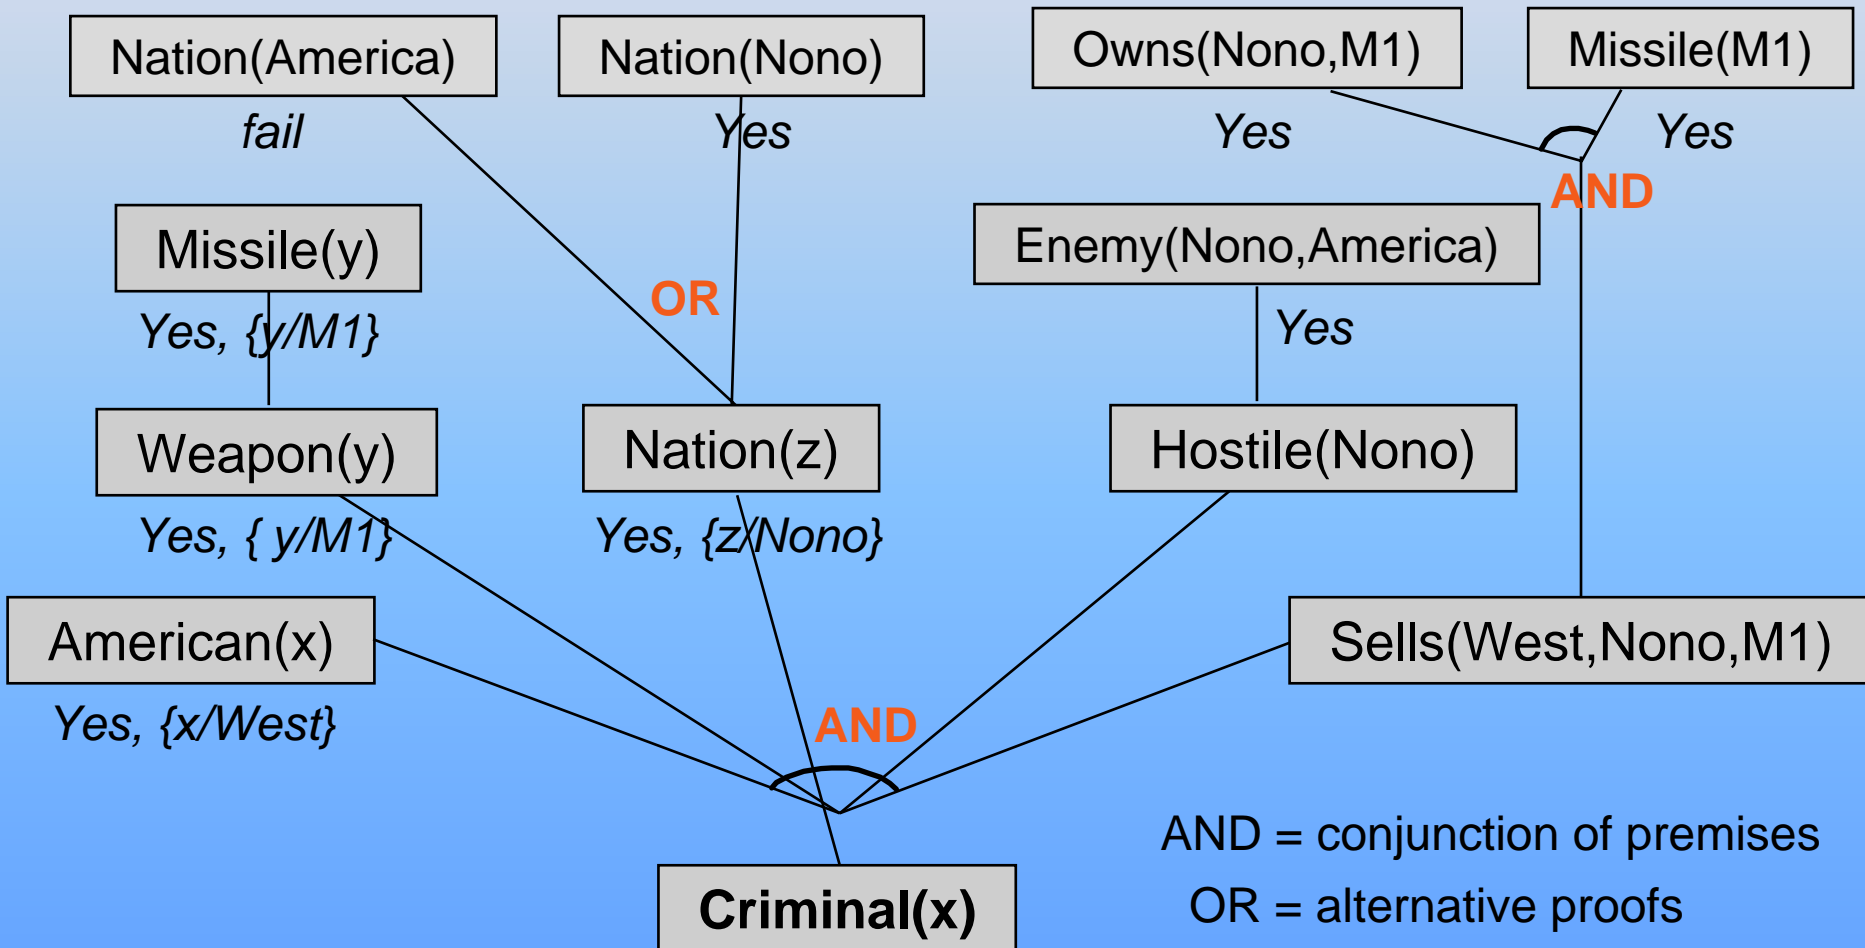 Nation(America)
Nation(Nono)
Owns(Nono,M1)
Missile(M1)
fail
Yes
Yes
Yes
AND
Missile(y)
Enemy(Nono,America)
OR
Yes, {y/M1}
Yes
Weapon(y)
Nation(z)
Hostile(Nono)
Yes, { y/M1}
Yes, {z/Nono}
American(x)
Sells(West,Nono,M1)
Yes, {x/West}
AND
AND = conjunction of premises
Criminal(x)
OR = alternative proofs